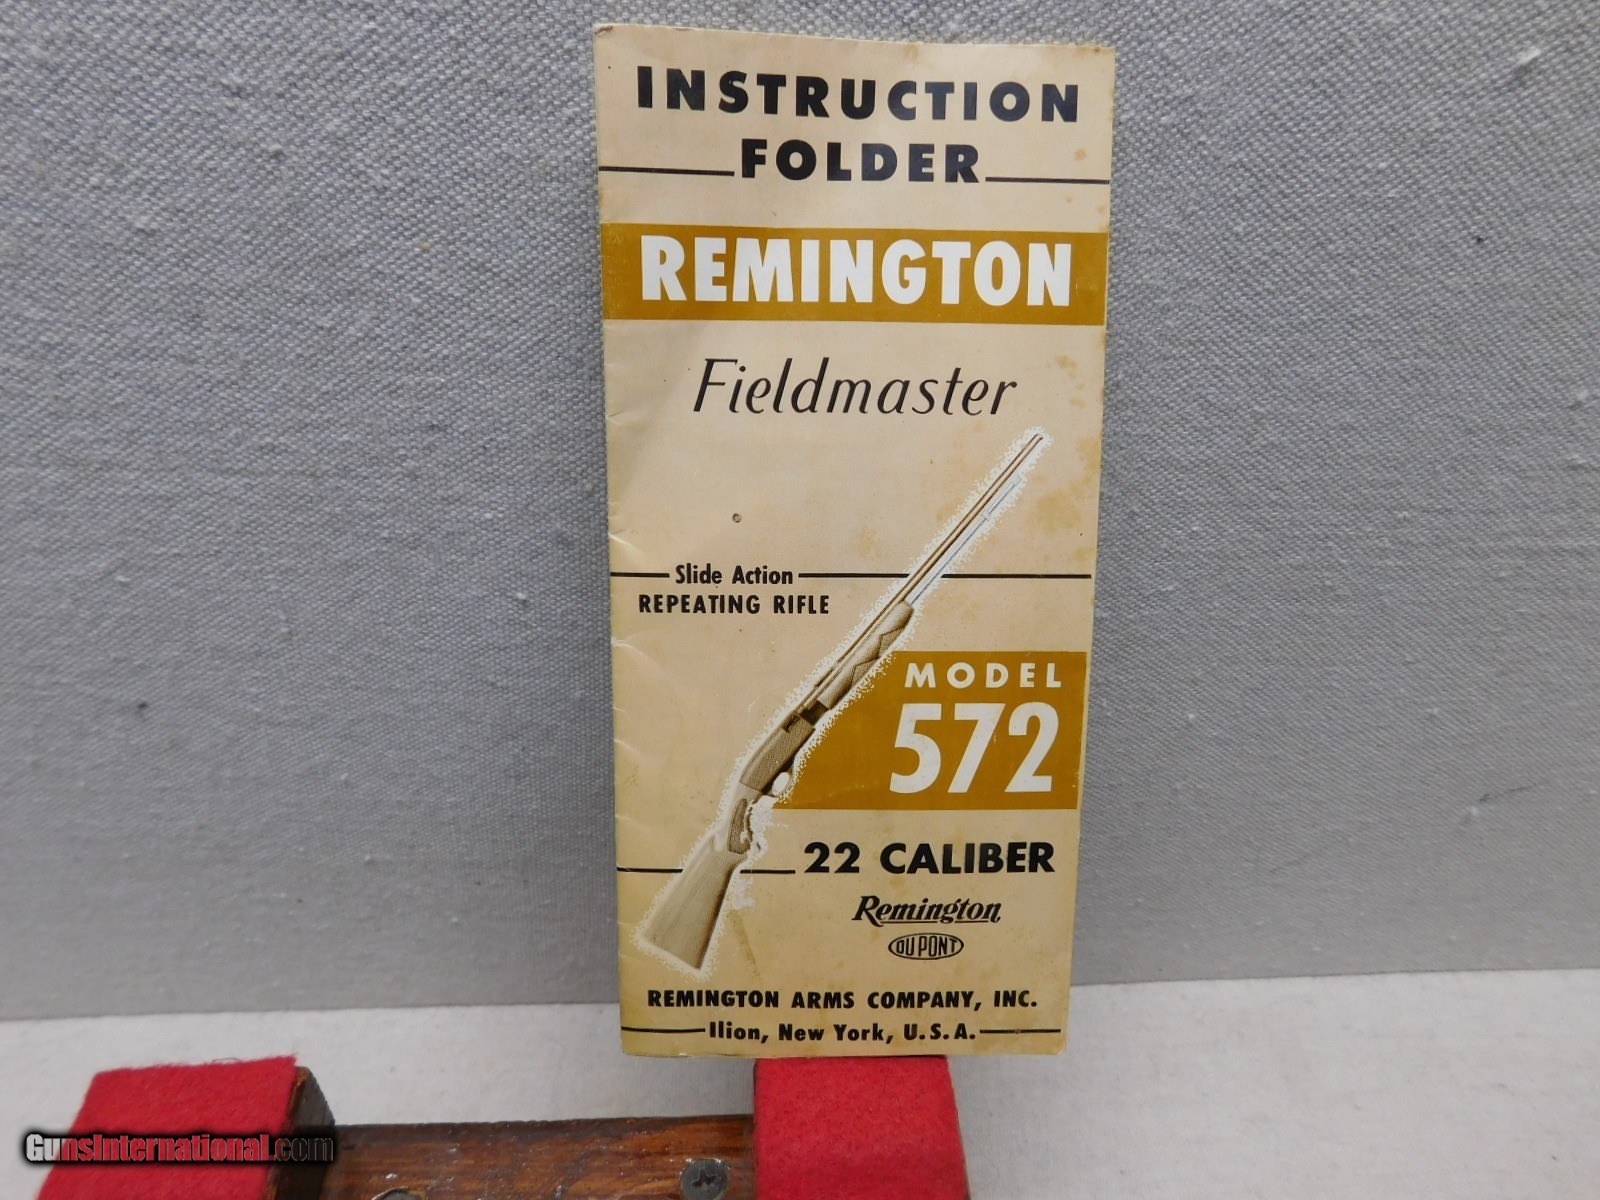 INSTRUCTION
FOLDER
REMINGTON
Fieldmaster
Slide Action
REPEATING RIFLE
MODEL
572
22 CALIBER
Remington
DU PONT
REMINGTON ARMS COMPANY, INC.
Ilion, New York, U.S.A.
GunsInternational.com